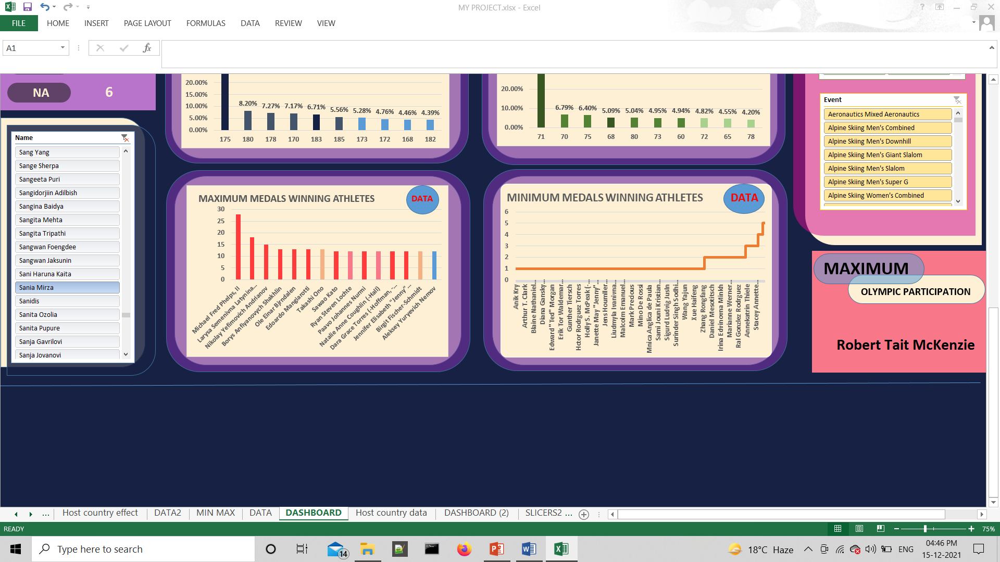 MY PROJECT.xlsx - Excel
FILE HOME INSERT PAGE LAYOUT FORMULAS DATA REVIEW VIEW
A1
fx
NA 6
20.00%
15.00%
10.00%
5.00%
0.00%
8.20% 7.27% 7.17% 6.71% 5.56% 5.28% 4.76% 4.46% 4.39%
175 180 178 170 183 185 173 172 168 182
20.00%
10.00%
0.00%
6.79% 6.40% 5.09% 5.04% 4.95% 4.94% 4.82% 4.55% 4.20%
71 70 75 68 80 73 60 72 65 78
Event
Aeronautics Mixed Aeronautics
Alpine Skiing Men's Combined
Alpine Skiing Men's Downhill
Alpine Skiing Men's Giant Slalom
Alpine Skiing Men's Slalom
Alpine Skiing Men's Super G
Alpine Skiing Women's Combined
Name
Sang Yang
Sange Sherpa
Sangeeta Puri
Sangidorjiin Adilbish
Sangina Baidya
Sangita Mehta
Sangita Tripathi
Sangwan Foengdee
Sangwan Jaksunin
Sani Haruna Kaita
Sania Mirza
Sanidis
Sanita Ozolia
Sanita Pupure
Sanja Gavrilovi
Sanja Jovanovi
MAXIMUM MEDALS WINNING ATHLETES
DATA
30
25
20
15
10
5
0
Michael Fred Phelps, II
Larysa Semenivna Latynina...
Nikolay Yefimovich Andrianov
Borys Anfiyanovych Shakhlin
Ole Einar Bjrndalen
Edoardo Mangiarotti
Takashi Ono
Sawao Kato
Ryan Steven Lochte
Paavo Johannes Nurmi
Natalie Anne Coughlin (-Hall)
Dara Grace Torres (-Hoffman, -...
Jennifer Elisabeth "Jenny"...
Birgit Fischer-Schmidt
Aleksey Yuryevich Nemov
MINIMUM MEDALS WINNING ATHLETES
DATA
6
5
4
3
2
1
0
Anik Kry
Arthur T. Clark
Blaine Nathaniel...
Diana Gansky...
Edward "Ted" Morgan
Erik Tor Waldemar...
Gunther Tiersch
Hctor Rodrguez Torres
Holly S. McPeak (-...
Janette May "Jenny"...
Jens Houmller...
Liudmyla Ivanivna...
Malcolm Emanuel...
Mark Precious
Mino De Rossi
Mnica Anglica de Paula
Sami Jouni Kristian...
Sigurd Ludvig Jusln
Surinder Singh Sodhi...
Wang Yajun
Xue Haifeng
Zhang Rongfang
Daniel Mesotitsch
Irina Edvinovna Minkh
Marianne Werner...
Ral Gonzlez Rodrguez
Annekatrin Thiele
Stacey Annette...
MAXIMUM
OLYMPIC PARTICIPATION
Robert Tait McKenzie
... Host country effect DATA2 MIN MAX DATA DASHBOARD Host country data DASHBOARD (2) SLICERS2 ...
READY 75%
Type here to search 14 18°C Haze ENG 04:46 PM
15-12-2021